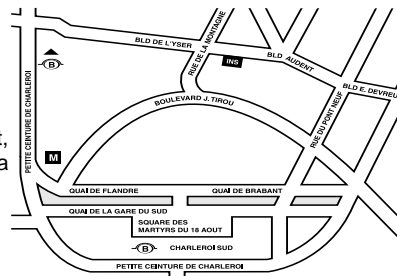 BLD DE L'YSER
RUE DE LA MONTAGNE
INS
BLD AUDENT
BLD E. DEVREU
B
PETITE CEINTURE DE CHARLEROI
BOULEVARD J. TIROU
RUE DU PONT NEUF
t,
a
M
QUAI DE FLANDRE
QUAI DE BRABANT
QUAI DE LA GARE DU SUD
SQUARE DES
MARTYRS DU 18 AOUT
B CHARLEROI SUD
PETITE CEINTURE DE CHARLEROI